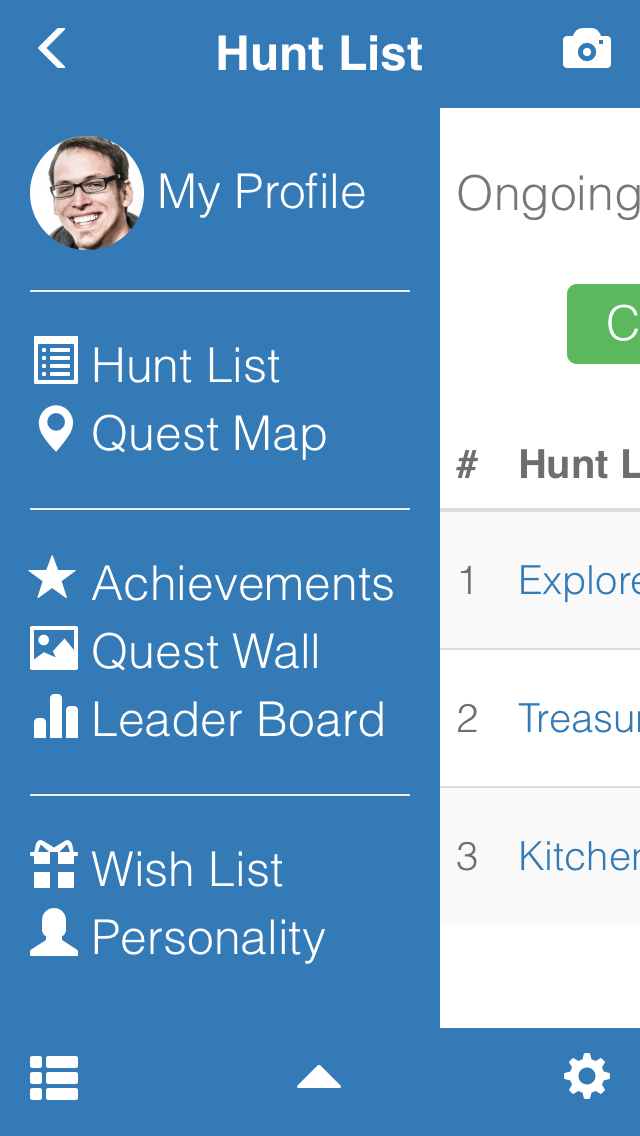 Hunt List
My Profile
Hunt List
Quest Map
Achievements
Quest Wall
Leader Board
Wish List
Personality
Ongoing
C
# Hunt L
1 Explore
2 Treasur
3 Kitchen